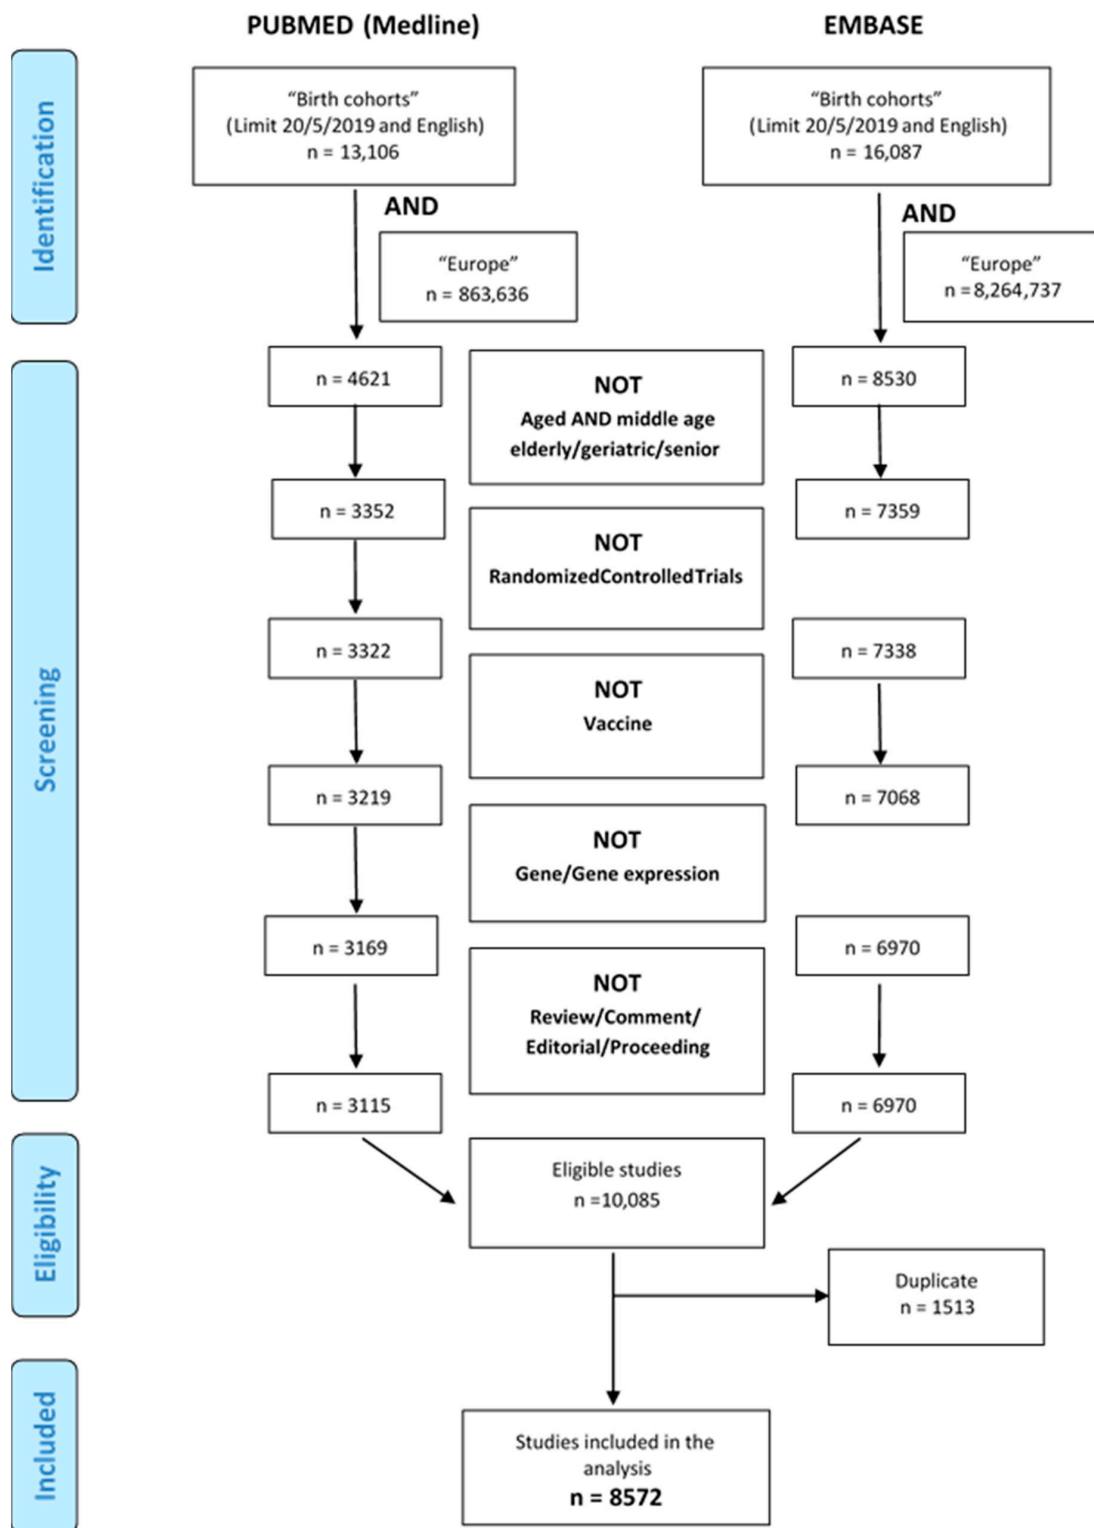 PUBMED (Medline)
EMBASE
Identification
“Birth cohorts”
(Limit 20/5/2019 and English)
n = 13,106
“Birth cohorts”
(Limit 20/5/2019 and English)
n = 16,087
AND
AND
“Europe”
n = 863,636
“Europe”
n =8,264,737
Screening
n = 4621
NOT
Aged AND middle age
elderly/geriatric/senior
n = 8530
n = 3352
NOT
RandomizedControlledTrials
n = 7359
n = 3322
NOT
Vaccine
n = 7338
n = 3219
NOT
Gene/Gene expression
n = 7068
n = 3169
NOT
Review/Comment/
Editorial/Proceeding
n = 6970
n = 3115
n = 6970
Eligibility
Eligible studies
n =10,085
Duplicate
n = 1513
Included
Studies included in the
analysis
n = 8572